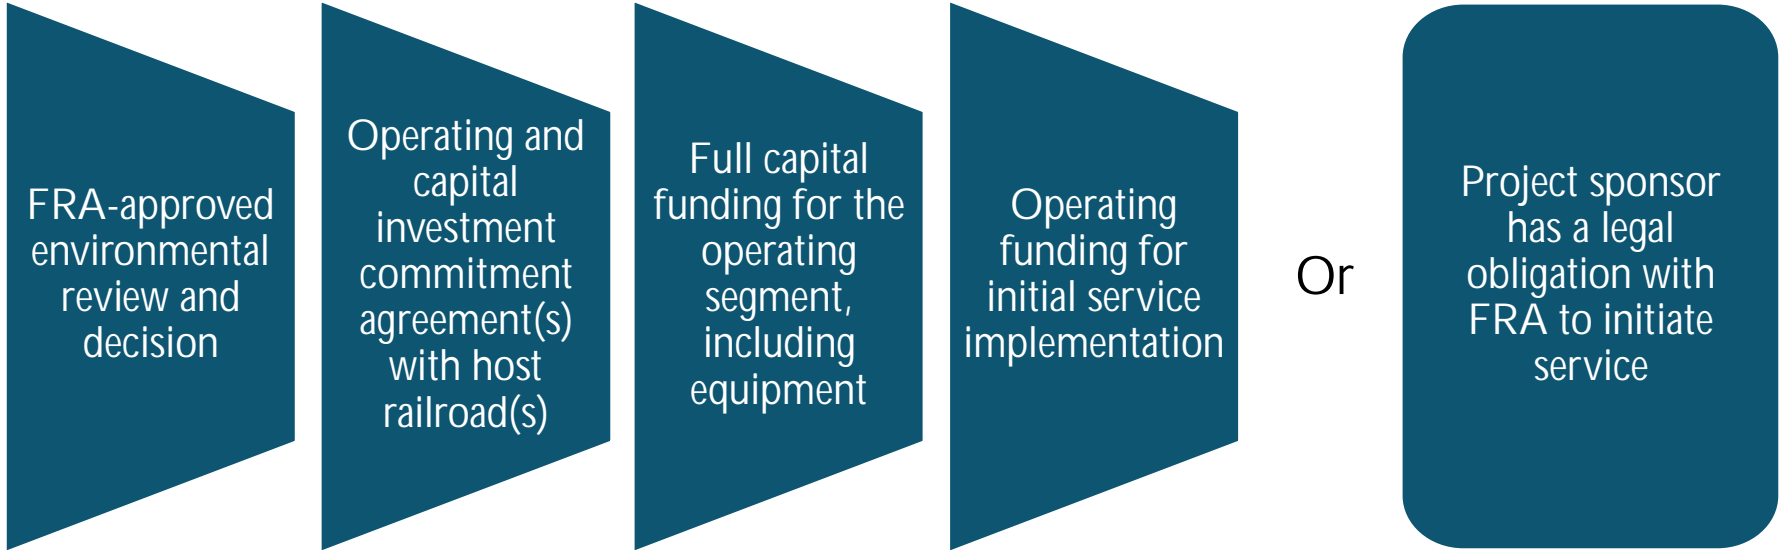 FRA-approved
environmental
review and
decision
Operating and
capital
investment
commitment
agreement(s)
with host
railroad(s)
Full capital
funding for the
operating
segment,
including
equipment
Operating
funding for
initial service
implementation
Or
Project sponsor
has a legal
obligation with
FRA to initiate
service